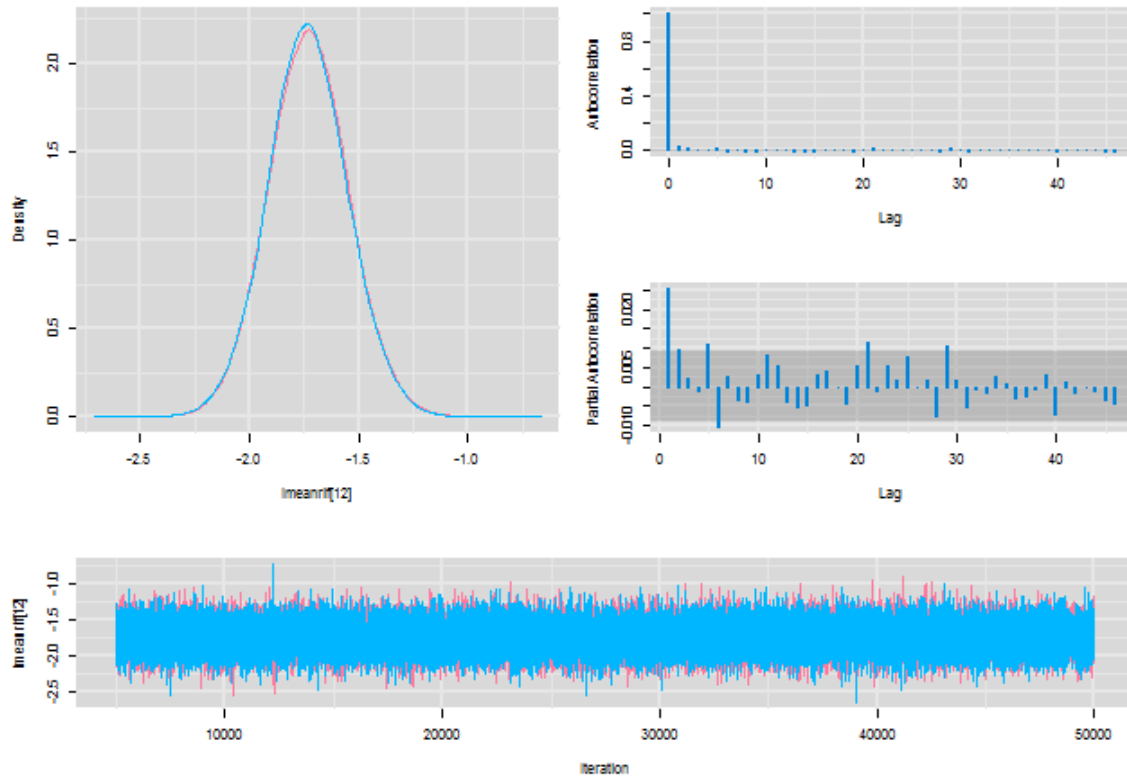 Density
0.0 0.5 1.0 1.5 2.0
-2.5 -2.0 -1.5 -1.0
lmeanrif[12]
Autocorrelation
0.0 0.4 0.8
0 10 20 30 40
Lag
Partial Autocorrelation
-0.010 0.005 0.020
0 10 20 30 40
Lag
lmeanrif[12]
-2.5 -2.0 -1.5 -1.0
10000 20000 30000 40000 50000
Iteration